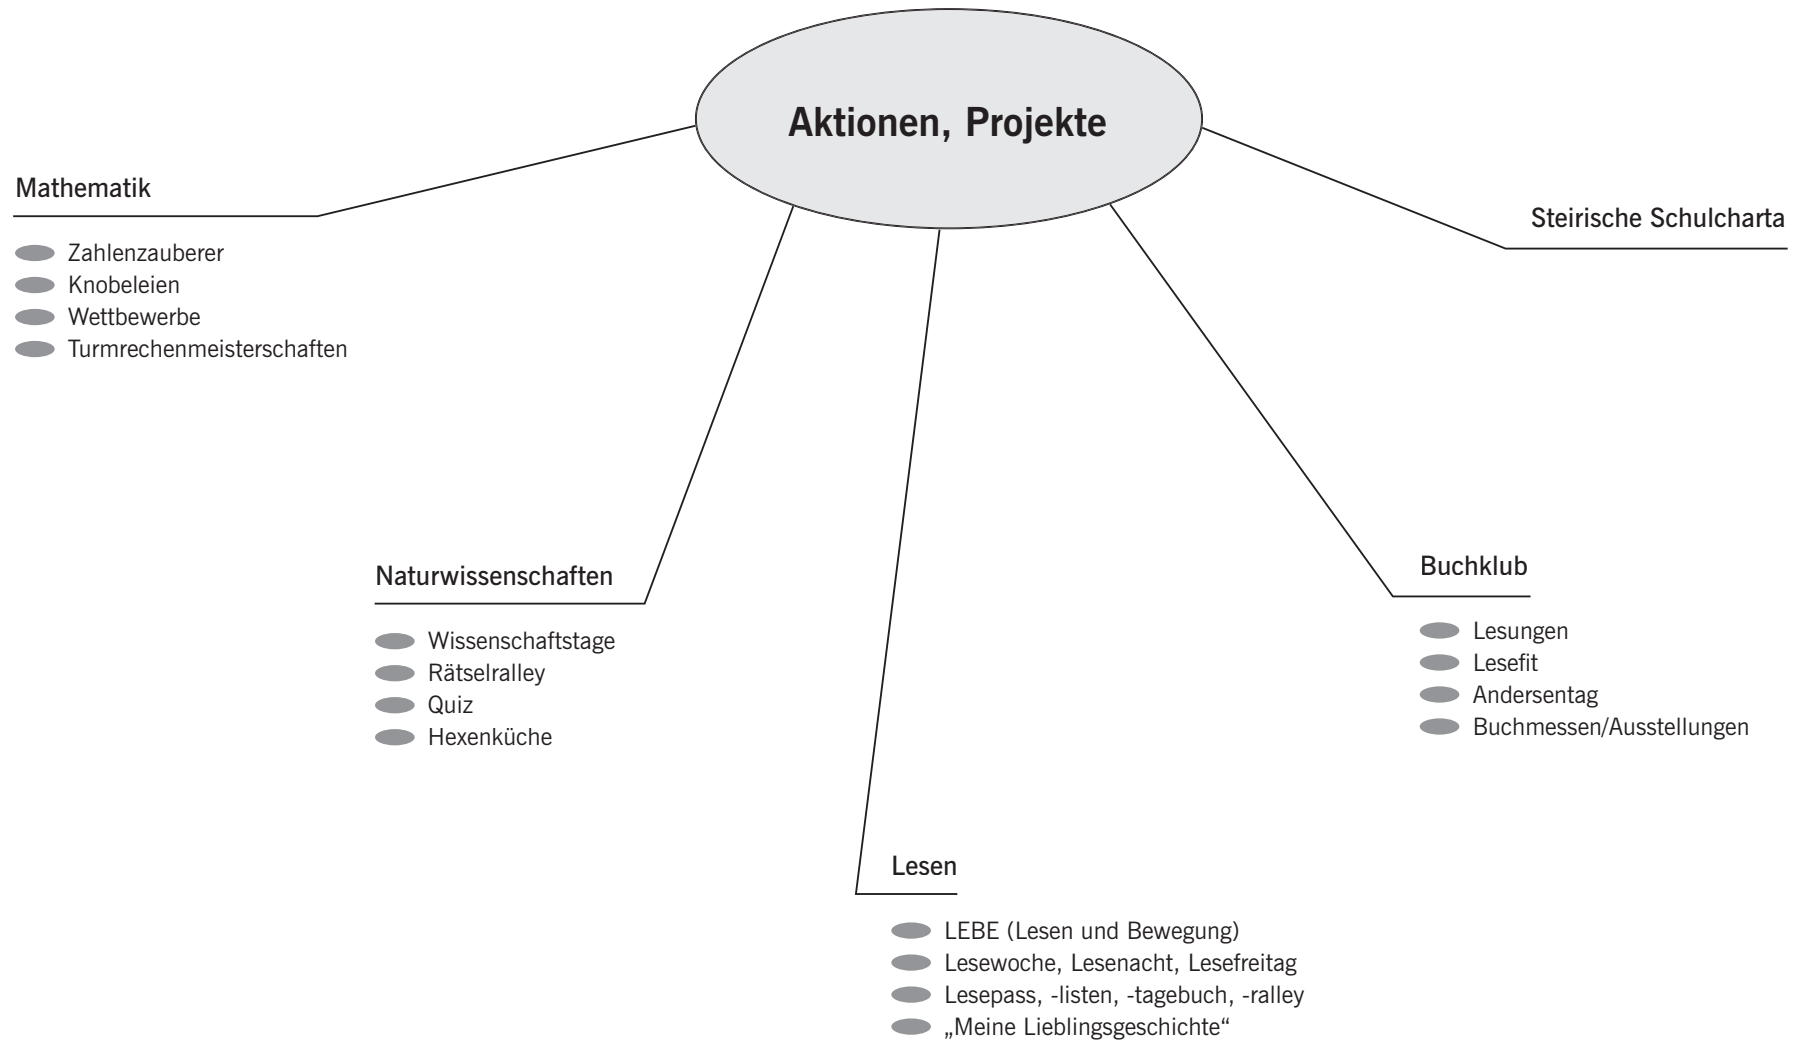 Aktionen, Projekte
Mathematik
Zahlenzauberer
Knobeleien
Wettbewerbe
Turmrechenmeisterschaften
Naturwissenschaften
Wissenschaftstage
Rätselralley
Quiz
Hexenküche
Lesen
LEBE (Lesen und Bewegung)
Lesewoche, Lesenacht, Lesefreitag
Lesepass, -listen, -tagebuch, -ralley
„Meine Lieblingsgeschichte“
Buchklub
Lesungen
Lesefit
Andersentag
Buchmessen/Ausstellungen
Steirische Schulcharta